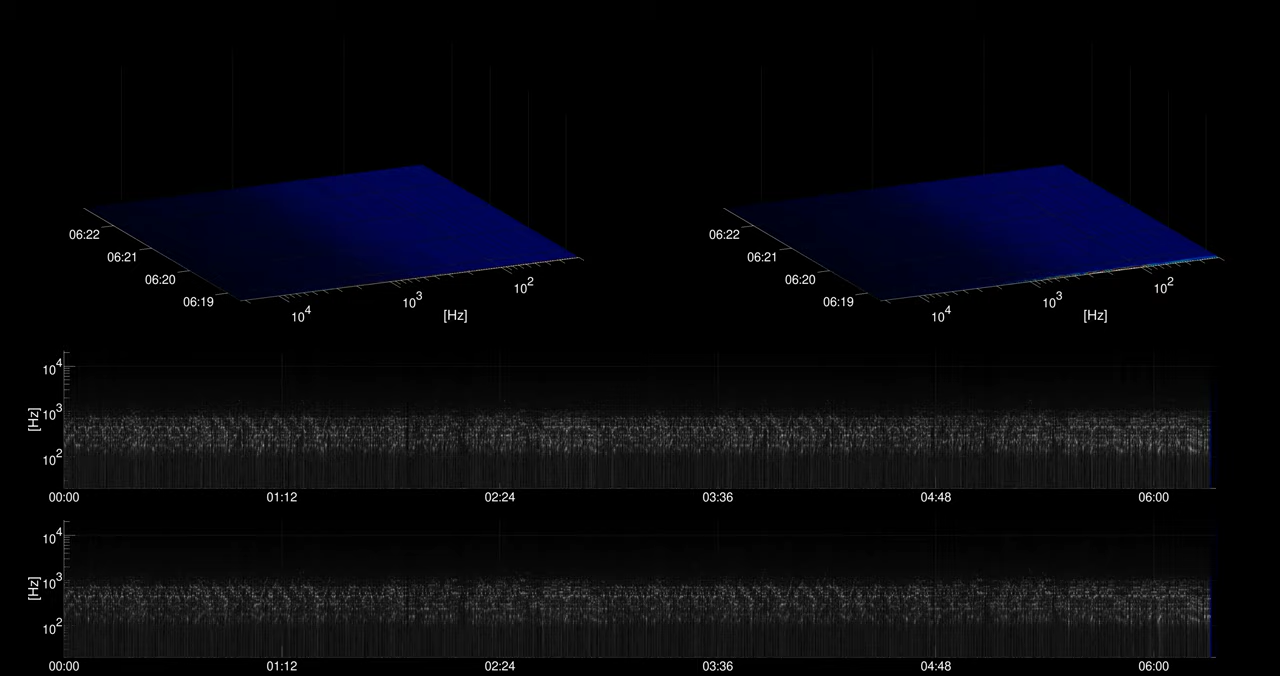 06:22 06:22
06:21 06:21
06:20 06:20
06:19 06:19
10^4 10^3 10^2 10^4 10^3 10^2
[Hz] [Hz]
10^4
10^3
[Hz]
10^2
00:00 01:12 02:24 03:36 04:48 06:00
10^4
10^3
[Hz]
10^2
00:00 01:12 02:24 03:36 04:48 06:00